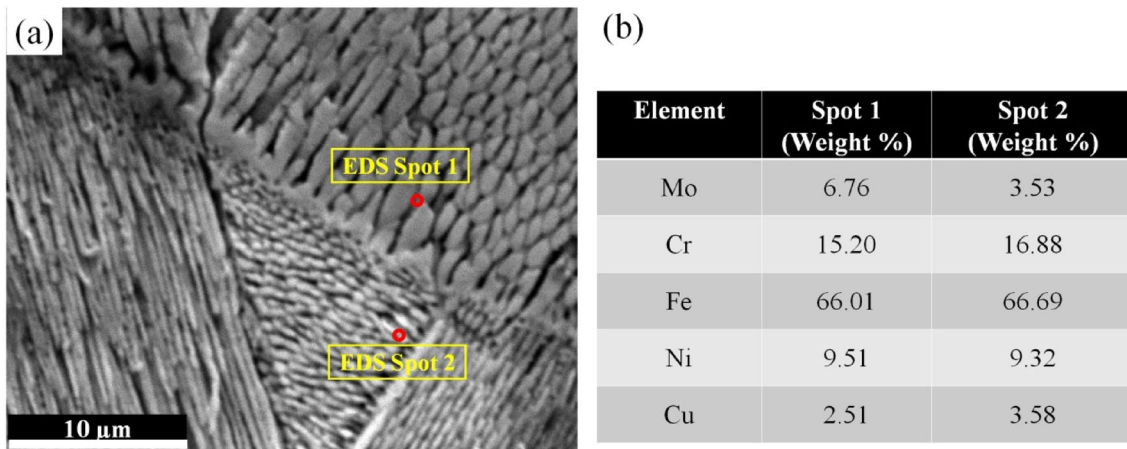 (a)
EDS Spot 1
EDS Spot 2
10 µm
(b)
Element Spot 1 (Weight %) Spot 2 (Weight %)
Mo 6.76 3.53
Cr 15.20 16.88
Fe 66.01 66.69
Ni 9.51 9.32
Cu 2.51 3.58